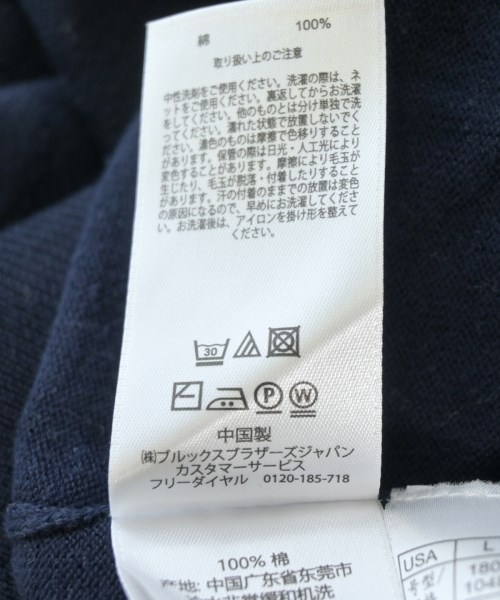 綿 100%
取り扱い上のご注意
中性洗剤をご使用ください。洗濯の際は、ネ
ットをご使用ください。裏返してからお洗濯
をしてください。他のものとは分け単独で洗
ってください。濡れた状態で放置しないでく
ださい。濃色のものは摩擦で色移りすること
があります。保管の際は日光・人工光により
変色することがあります。摩擦により毛玉が
生じたり、毛玉が脱落・付着したりすること
があります。汗の付着のままでの放置は変色
の原因になるので、早めにお洗濯してくださ
い。お洗濯後は、アイロンを掛け形を整えて
ください。
30
P W
中国製
㈱ブルックスブラザーズジャパン
カスタマーサービス
フリーダイヤル 0120-185-718
100% 棉
产地: 中国广东省东莞市
USA L
号型/ 180
104